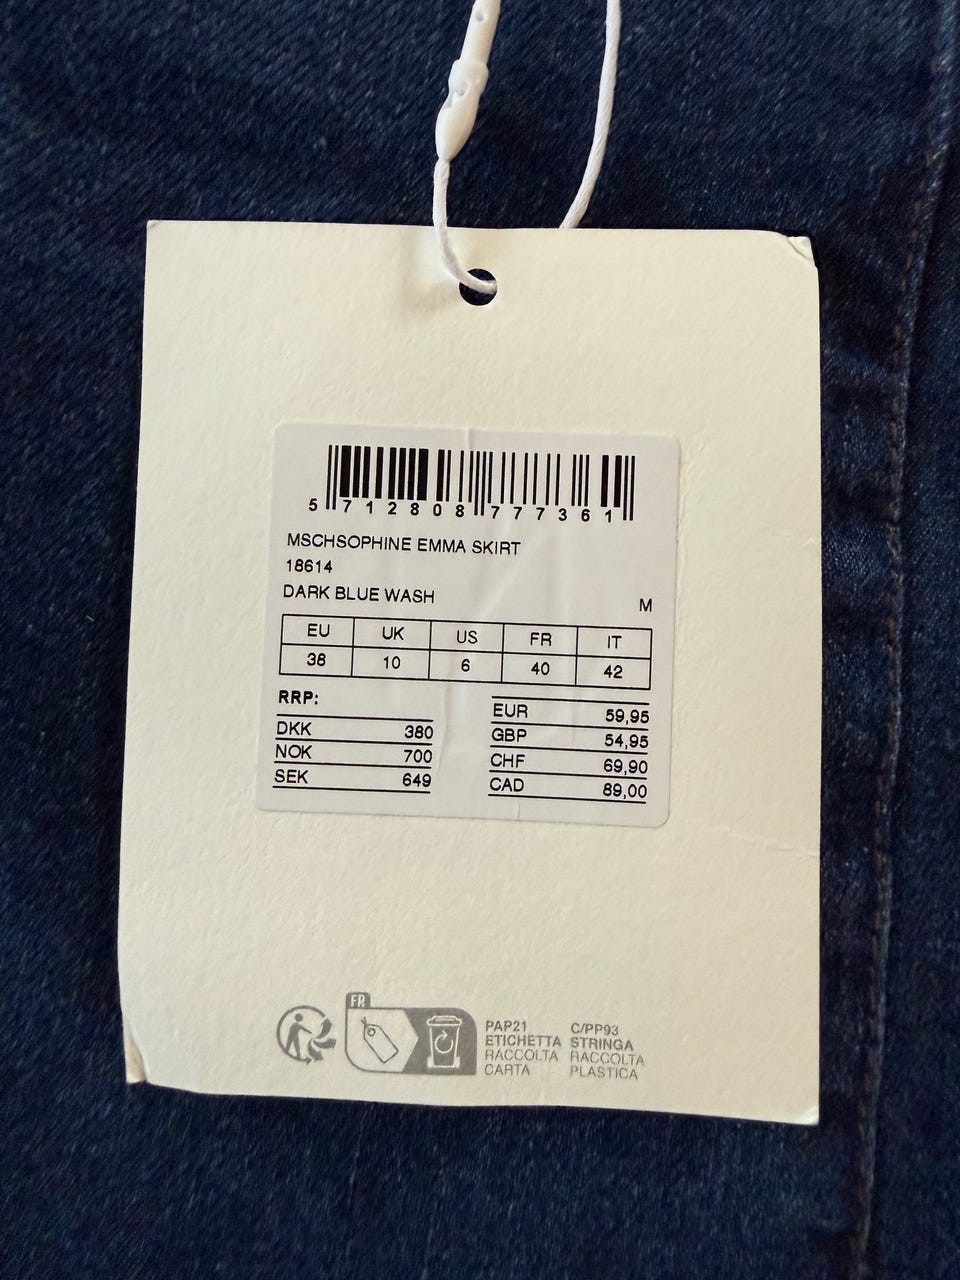 5 712808 777361
MSCHSOPHINE EMMA SKIRT
18614
DARK BLUE WASH
M
EU UK US FR IT
38 10 6 40 42
RRP:
DKK 380
NOK 700
SEK 649
EUR 59,95
GBP 54,95
CHF 69,90
CAD 89,00
FR
PAP21
ETICHETTA
RACCOLTA
CARTA
C/PP93
STRINGA
RACCOLTA
PLASTICA